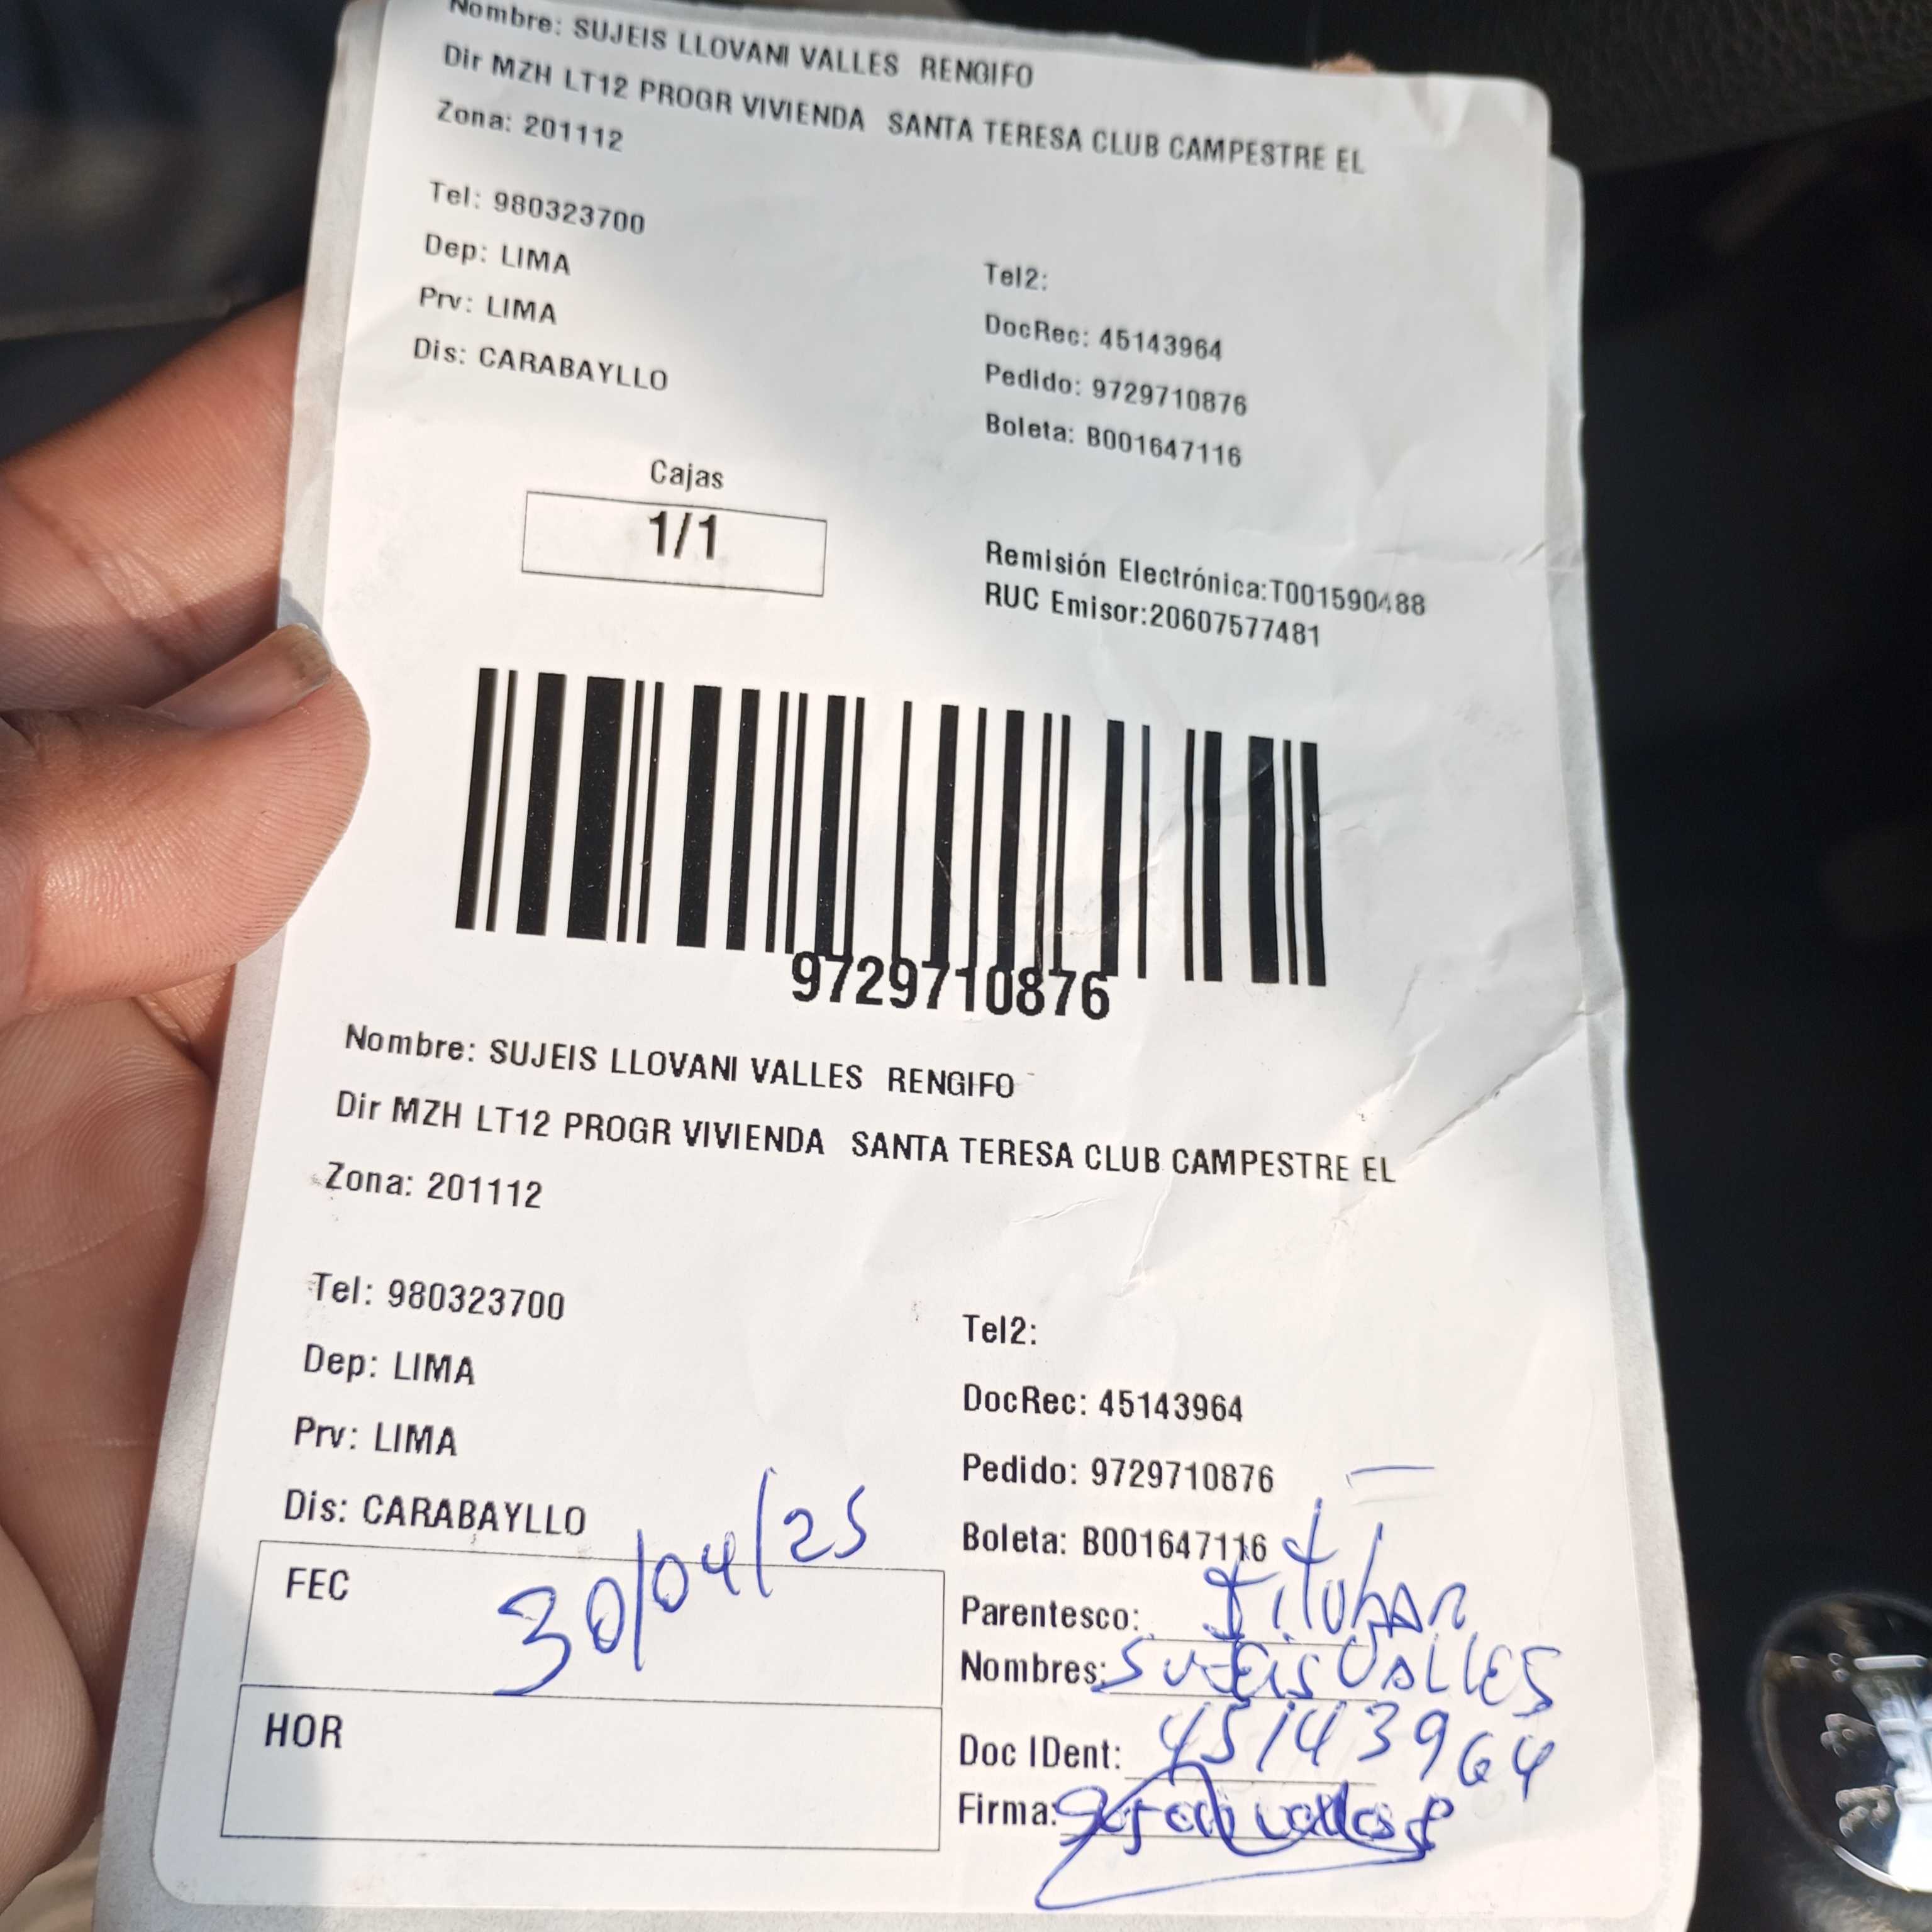 Nombre: SUJEIS LLOVANI VALLES RENGIFO
Dir MZH LT12 PROGR VIVIENDA SANTA TERESA CLUB CAMPESTRE EL
Zona: 201112
Tel: 980323700
Tel2:
Dep: LIMA
DocRec: 45143964
Prv: LIMA
Pedido: 9729710876
Dis: CARABAYLLO
Boleta: B001647116
Cajas
1/1
Remisión Electrónica:T001590488
RUC Emisor:20607577481
9729710876
Nombre: SUJEIS LLOVANI VALLES RENGIFO
Dir MZH LT12 PROGR VIVIENDA SANTA TERESA CLUB CAMPESTRE EL
Zona: 201112
Tel: 980323700
Tel2:
Dep: LIMA
DocRec: 45143964
Prv: LIMA
Pedido: 9729710876
Dis: CARABAYLLO
Boleta: B001647116
FEC 30/04/25
HOR
Parentesco: titular
Nombres: Sujeis Valles
Doc IDent: 45143964
Firma: